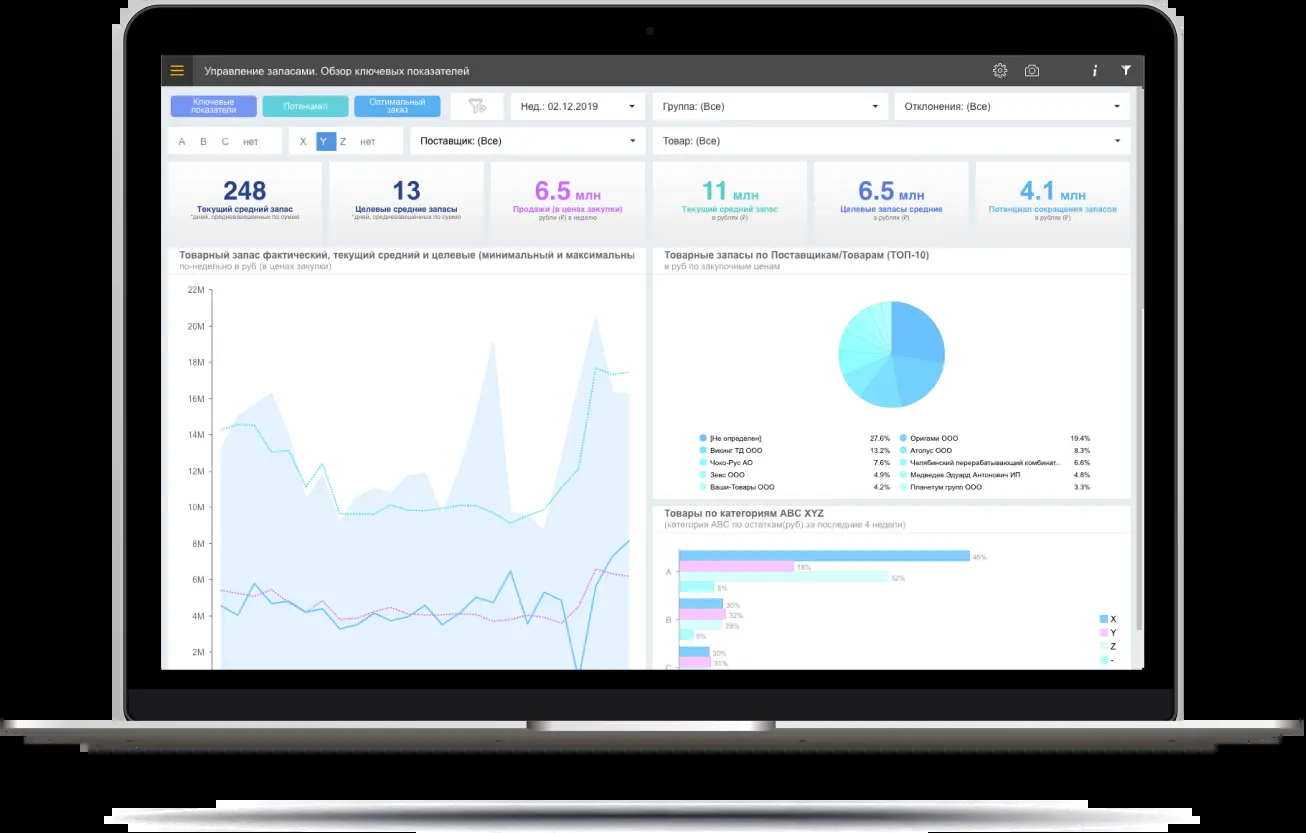 Управление запасами. Обзор ключевых показателей
i
Ключевые
показатели
Потенциал
Оптимальный
заказ
Нед.: 02.12.2019
Группа: (Все)
Отклонения: (Все)
A B C нет
X Y Z нет
Поставщик: (Все)
Товар: (Все)
248
Текущий средний запас
*дней, средневзвешенных по сумме
13
Целевые средние запасы
*дней, средневзвешенных по сумме
6.5 млн
Продажи (в ценах закупки)
рубли (₽) в неделю
11 млн
Текущий средний запас
в рублях (₽)
6.5 млн
Целевые запасы средние
в рублях (₽)
4.1 млн
Потенциал сокращения запасов
в рублях (₽)
Товарный запас фактический, текущий средний и целевые (минимальный и максимальны
по-недельно в руб (в ценах закупки)
22M
20M
18M
16M
14M
12M
10M
8M
6M
4M
2M
Товарные запасы по Поставщикам/Товарам (ТОП-10)
в руб по закупочным ценам
[Не определен] 27.6% Оригами ООО 19.4%
Викинг ТД ООО 13.2% Атолус ООО 8.3%
Чоко-Рус АО 7.6% Челябинский перерабатывающий комбинат... 6.6%
Зевс ООО 4.9% Медведев Эдуард Антонович ИП 4.8%
Ваши-Товары ООО 4.2% Планетум групп ООО 3.3%
Товары по категориям ABC XYZ
(категория ABC по остаткам(руб) за последние 4 недели)
A
45%
18%
32%
6%
B
30%
32%
28%
9%
C
30%
31%
X
Y
Z
-